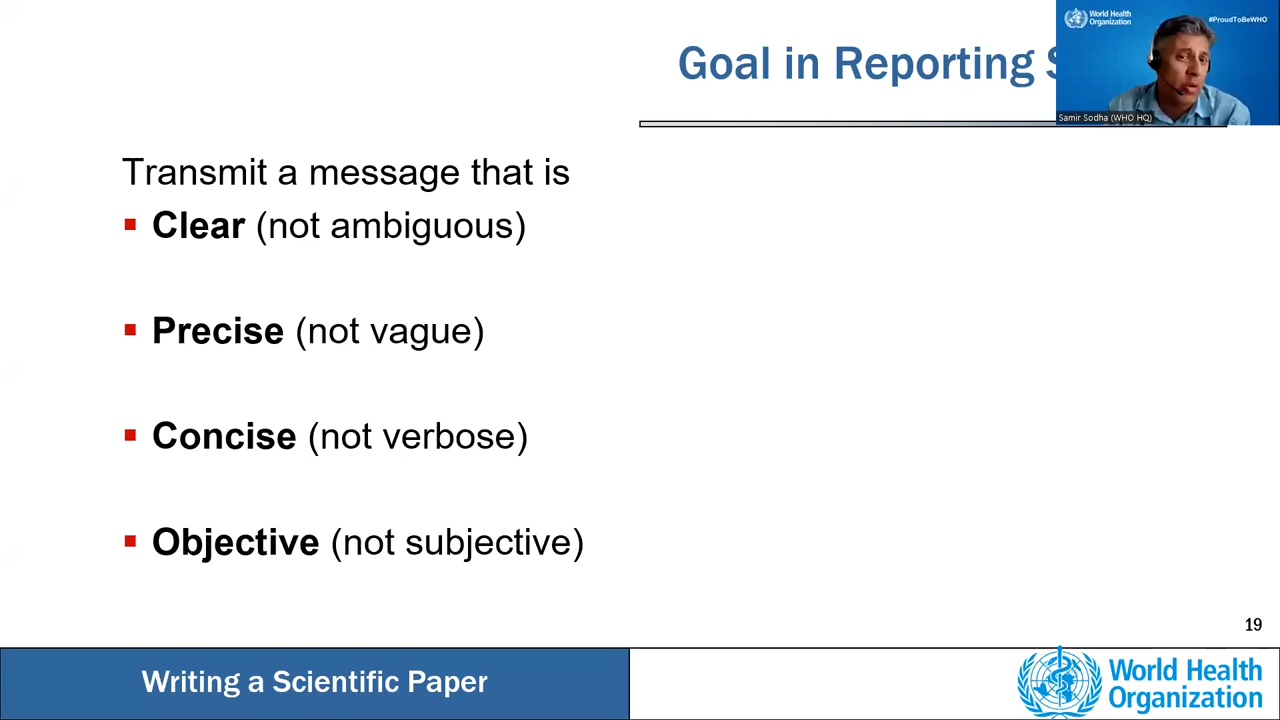 Goal in Reporting
World Health
Organization
#ProudToBeWHO
Samir Sodha (WHO HQ)
Transmit a message that is
▪ Clear (not ambiguous)
▪ Precise (not vague)
▪ Concise (not verbose)
▪ Objective (not subjective)
19
Writing a Scientific Paper
World Health
Organization